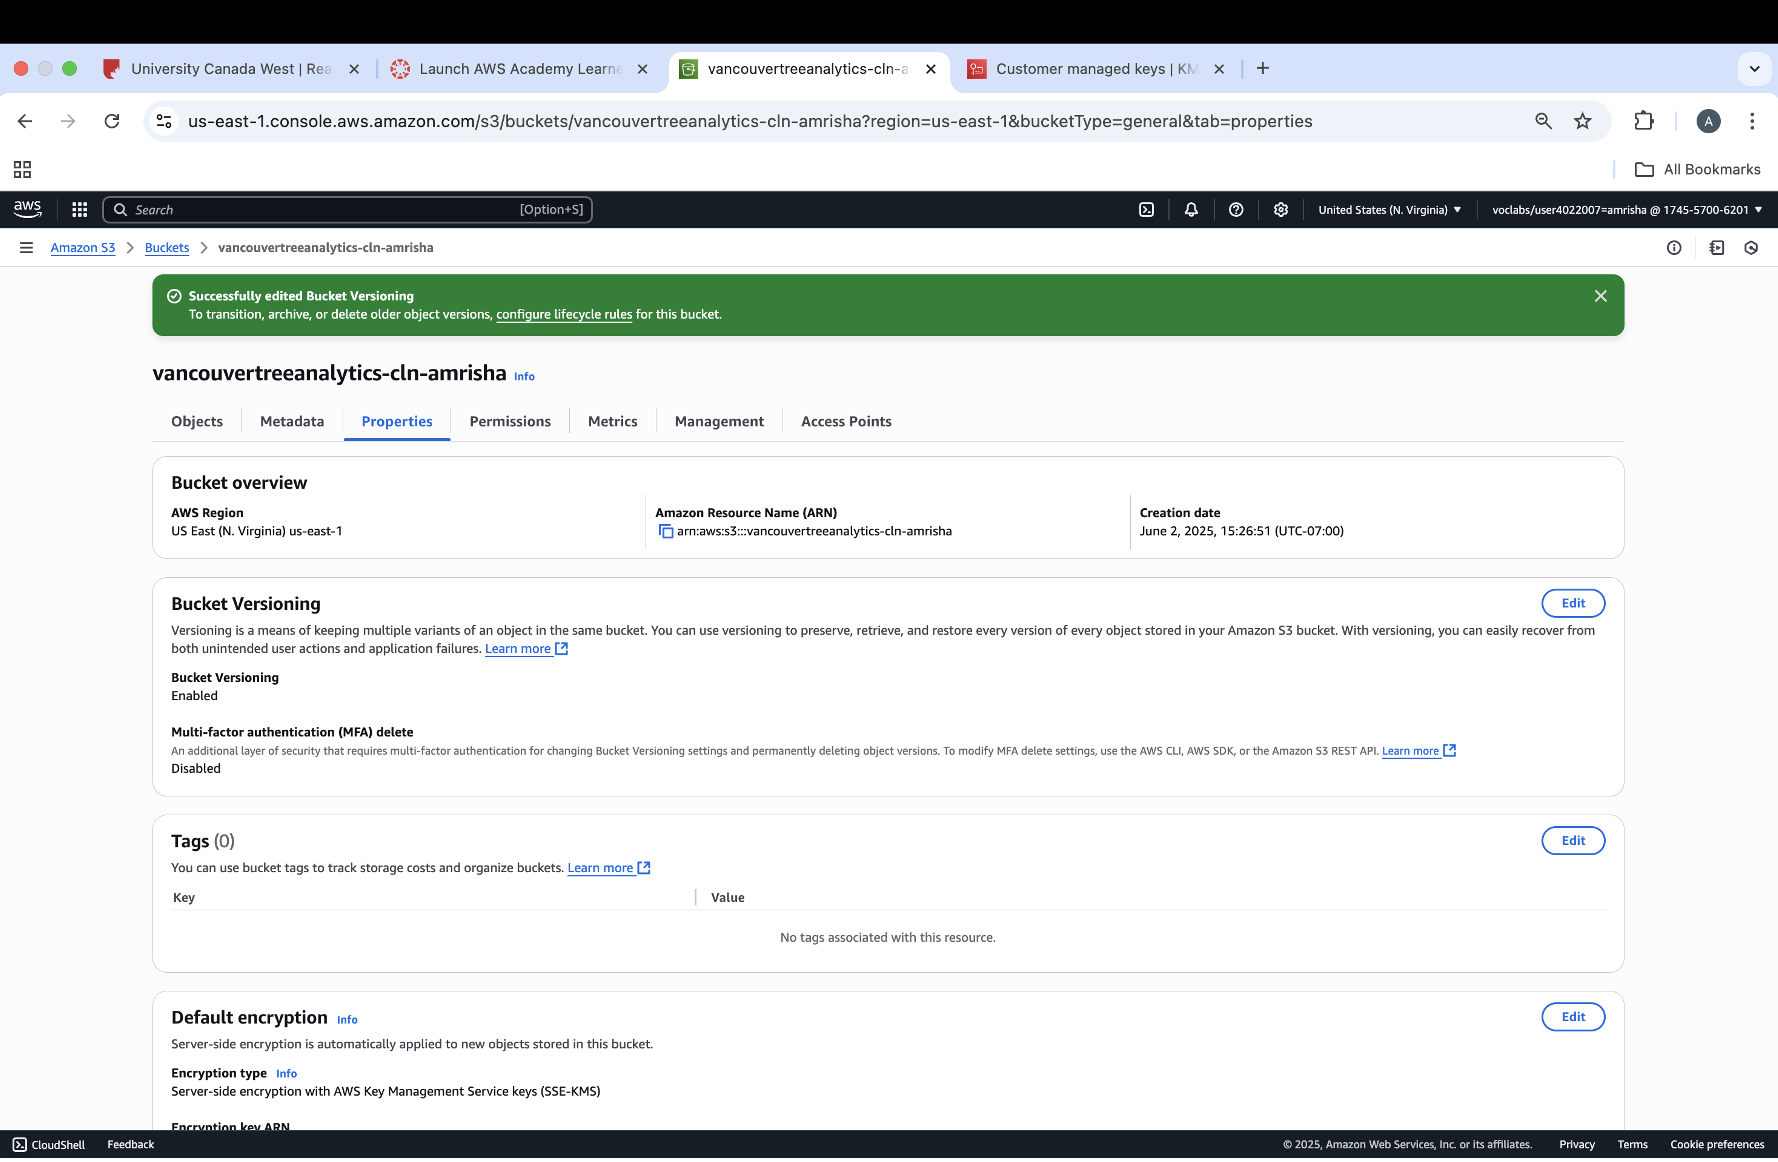 University Canada West | Rea
Launch AWS Academy Learne
vancouvertreeanalytics-cln-a
Customer managed keys | KM
us-east-1.console.aws.amazon.com/s3/buckets/vancouvertreeanalytics-cln-amrisha?region=us-east-1&bucketType=general&tab=properties
A
All Bookmarks
aws
Search
[Option+S]
United States (N. Virginia)
voclabs/user4022007=amrisha @ 1745-5700-6201
Amazon S3 > Buckets > vancouvertreeanalytics-cln-amrisha
Successfully edited Bucket Versioning
To transition, archive, or delete older object versions, configure lifecycle rules for this bucket.
vancouvertreeanalytics-cln-amrisha Info
Objects
Metadata
Properties
Permissions
Metrics
Management
Access Points
Bucket overview
AWS Region
US East (N. Virginia) us-east-1
Amazon Resource Name (ARN)
arn:aws:s3:::vancouvertreeanalytics-cln-amrisha
Creation date
June 2, 2025, 15:26:51 (UTC-07:00)
Bucket Versioning
Edit
Versioning is a means of keeping multiple variants of an object in the same bucket. You can use versioning to preserve, retrieve, and restore every version of every object stored in your Amazon S3 bucket. With versioning, you can easily recover from
both unintended user actions and application failures. Learn more
Bucket Versioning
Enabled
Multi-factor authentication (MFA) delete
An additional layer of security that requires multi-factor authentication for changing Bucket Versioning settings and permanently deleting object versions. To modify MFA delete settings, use the AWS CLI, AWS SDK, or the Amazon S3 REST API. Learn more
Disabled
Tags (0)
Edit
You can use bucket tags to track storage costs and organize buckets. Learn more
Key
Value
No tags associated with this resource.
Default encryption Info
Edit
Server-side encryption is automatically applied to new objects stored in this bucket.
Encryption type Info
Server-side encryption with AWS Key Management Service keys (SSE-KMS)
Encryption key ARN
CloudShell
Feedback
© 2025, Amazon Web Services, Inc. or its affiliates.
Privacy
Terms
Cookie preferences